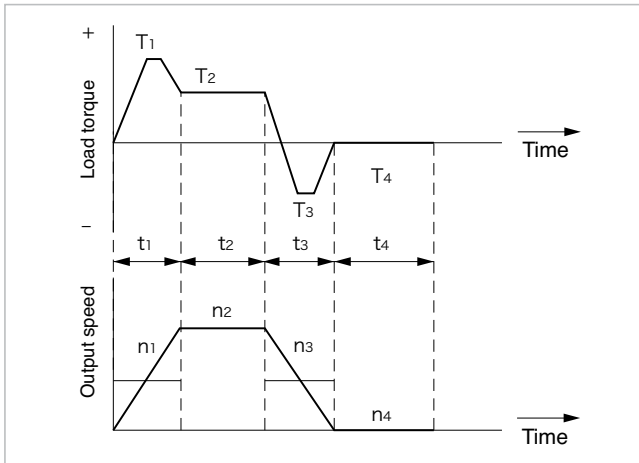 +
T1
T2
Load torque
Time
T4
T3
−
t1 t2 t3 t4
n2
Output speed
n1 n3
n4
Time